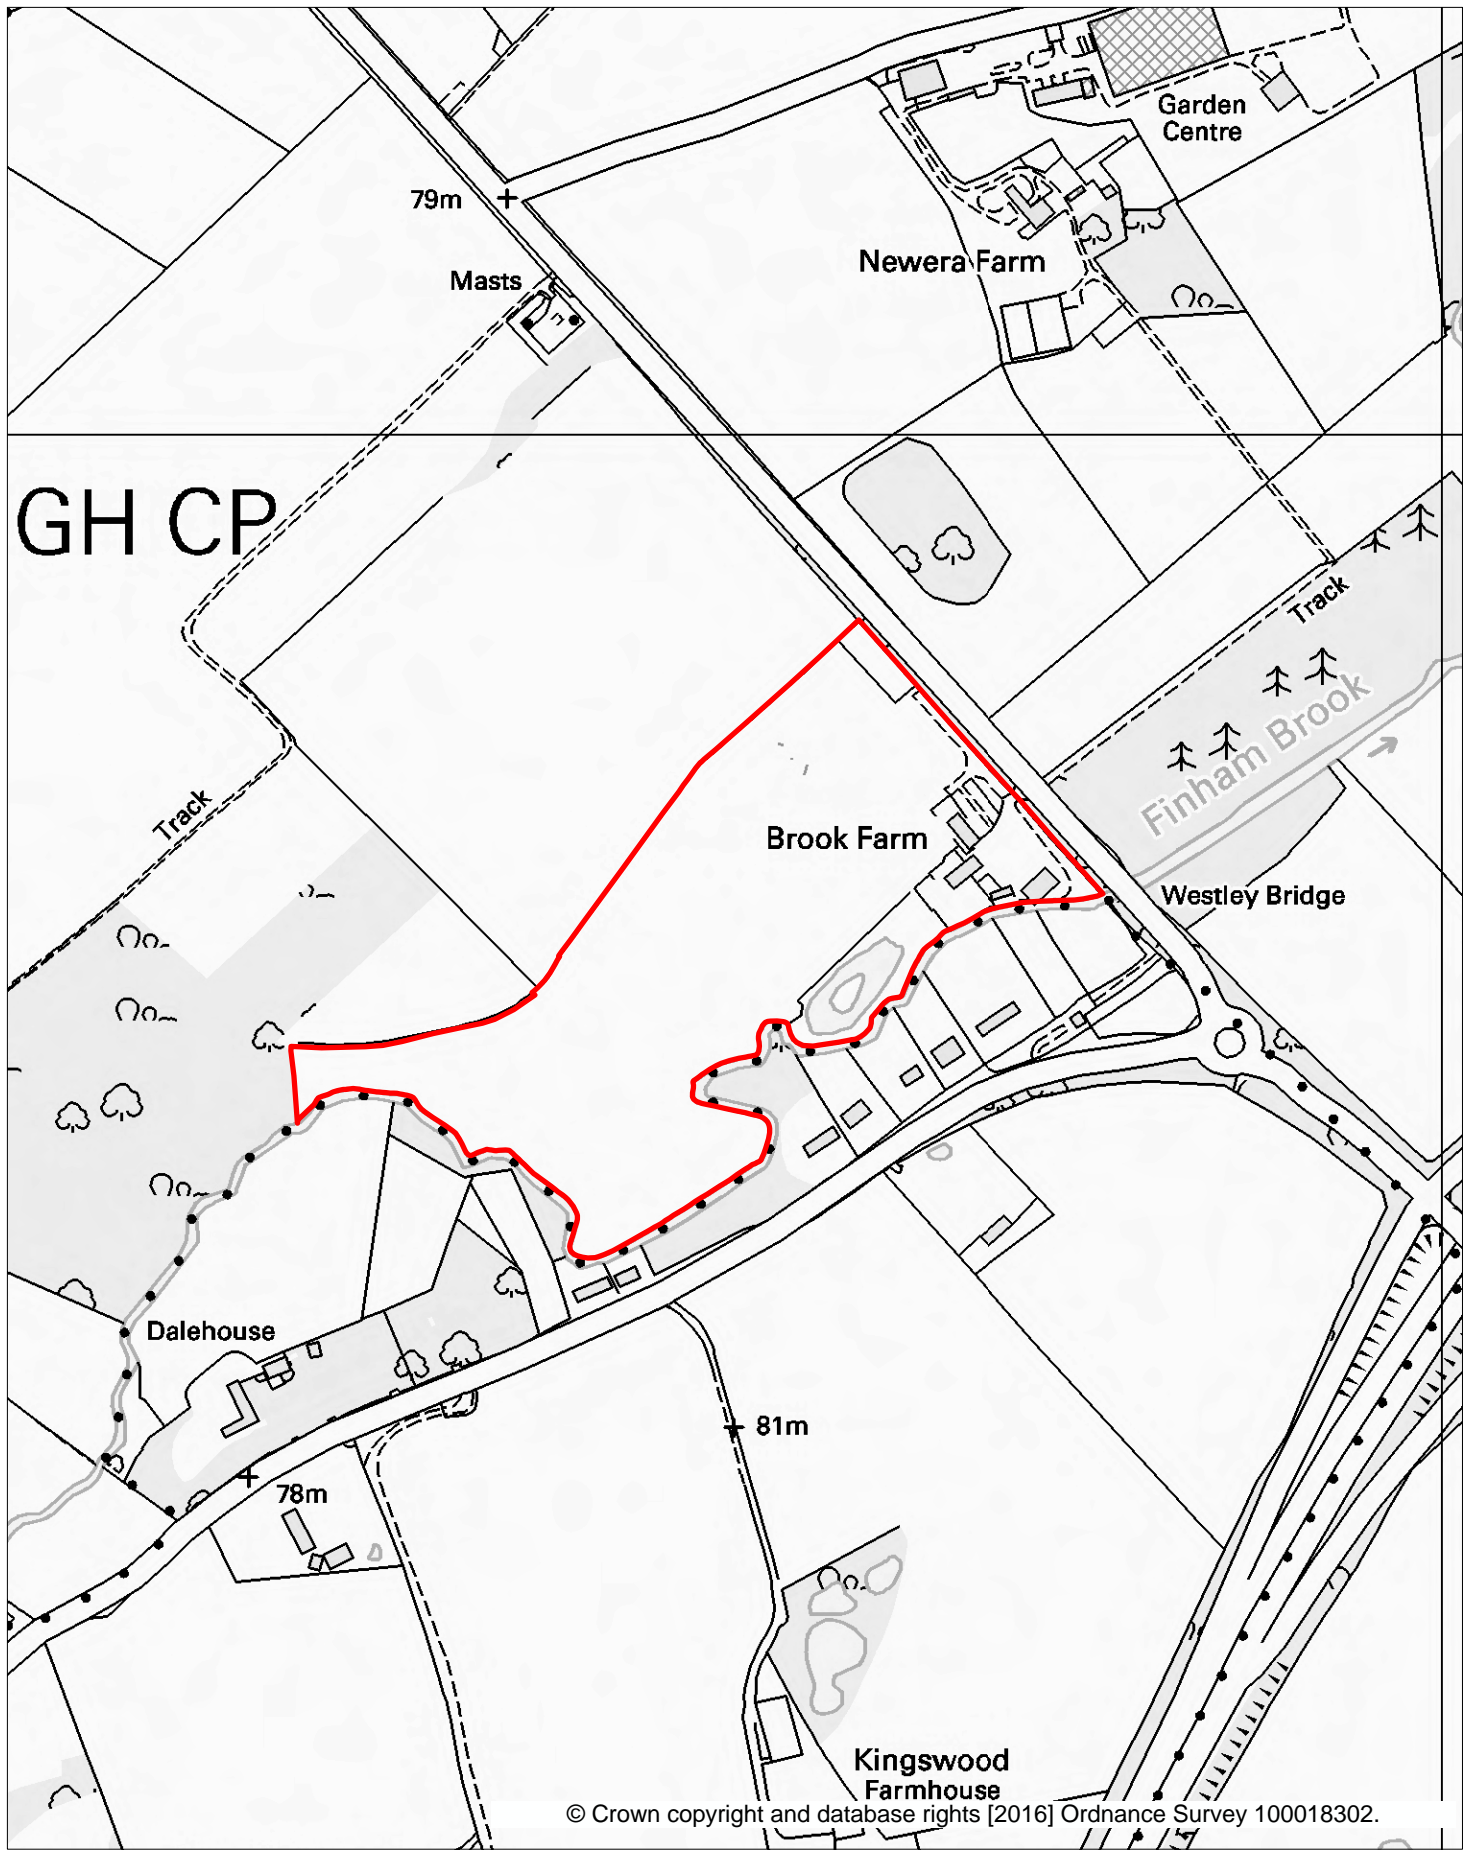 Garden
Centre
79m
Newera Farm
Masts
GH CP
Track
Finham Brook
Track
Brook Farm
Westley Bridge
Dalehouse
81m
78m
Kingswood
Farmhouse
© Crown copyright and database rights [2016] Ordnance Survey 100018302.